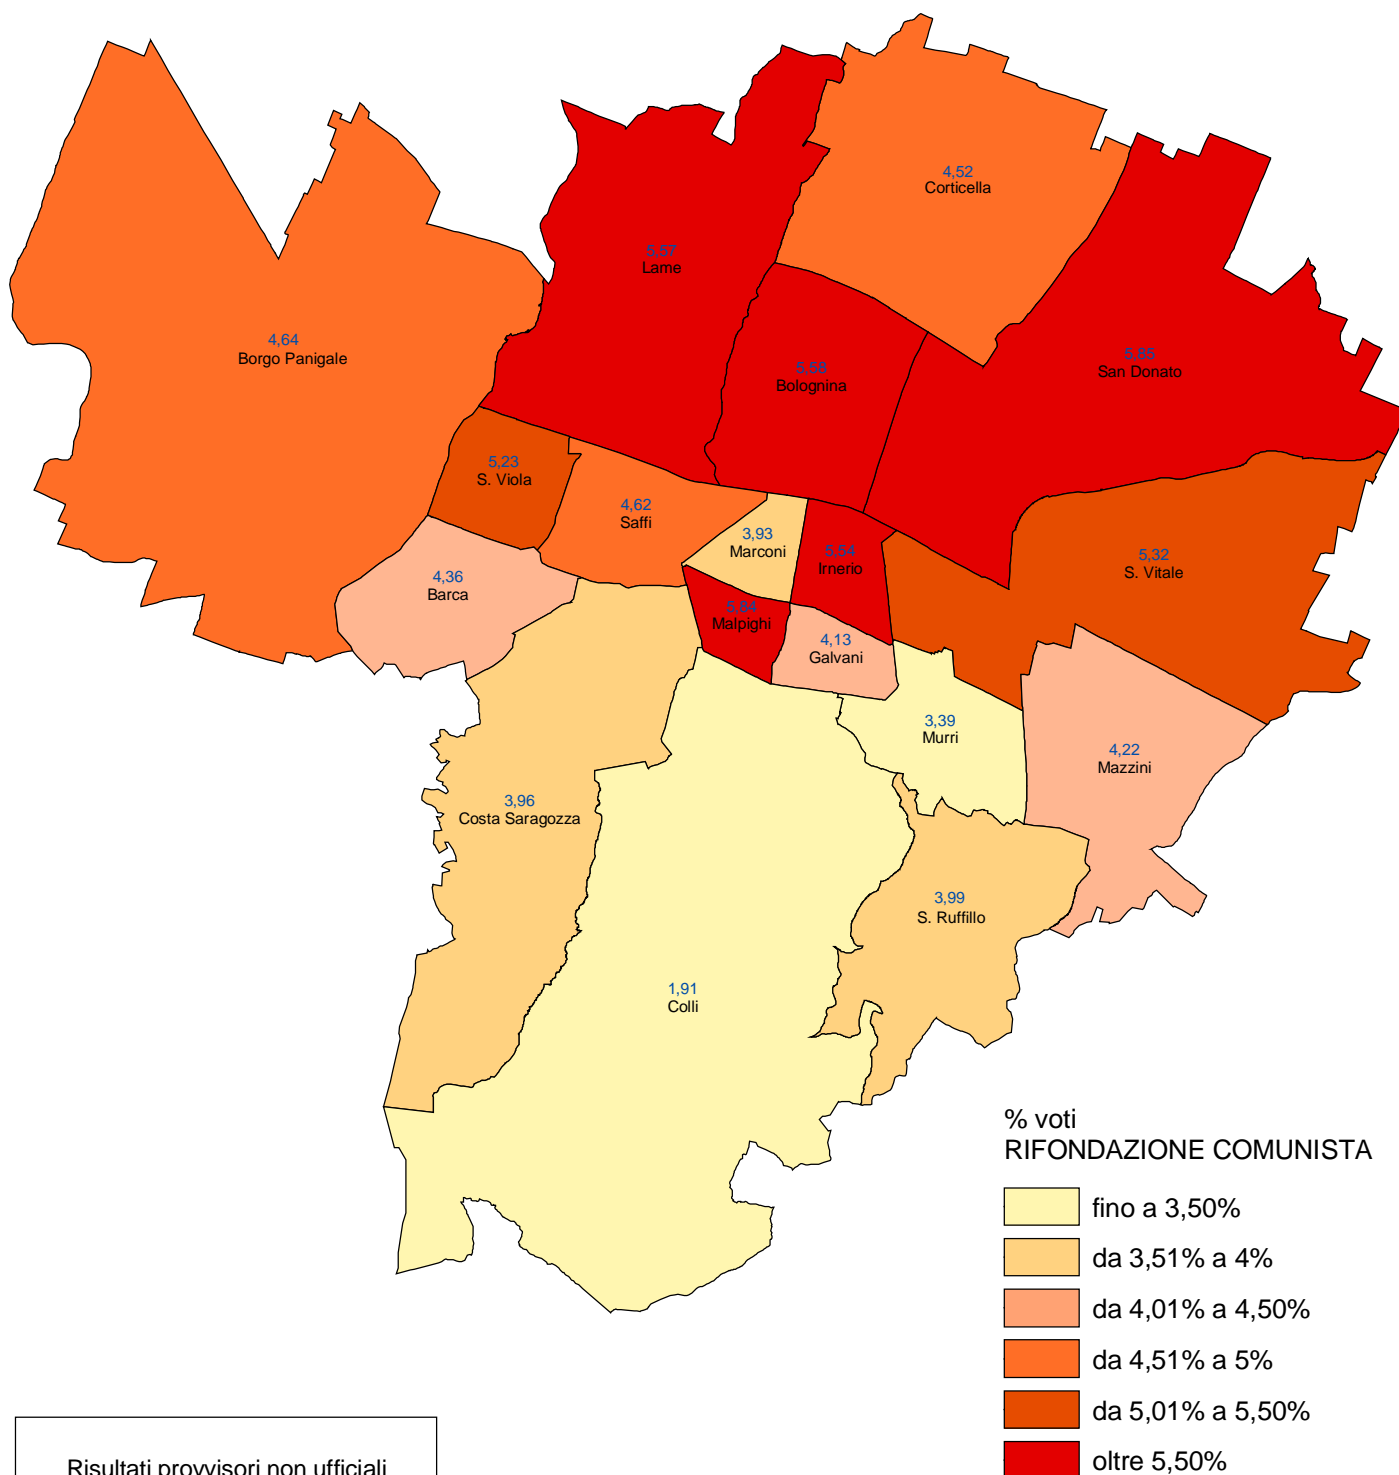 4,52
Corticella
5,57
Lame
4,64
Borgo Panigale
5,58
Bolognina
5,85
San Donato
5,23
S. Viola
4,62
Saffi
3,93
Marconi
5,54
Irnerio
5,32
S. Vitale
4,36
Barca
5,84
Malpighi
4,13
Galvani
3,39
Murri
4,22
Mazzini
3,96
Costa Saragozza
3,99
S. Ruffillo
1,91
Colli
% voti
RIFONDAZIONE COMUNISTA
fino a 3,50%
da 3,51% a 4%
da 4,01% a 4,50%
da 4,51% a 5%
da 5,01% a 5,50%
oltre 5,50%
Risultati provvisori non ufficiali